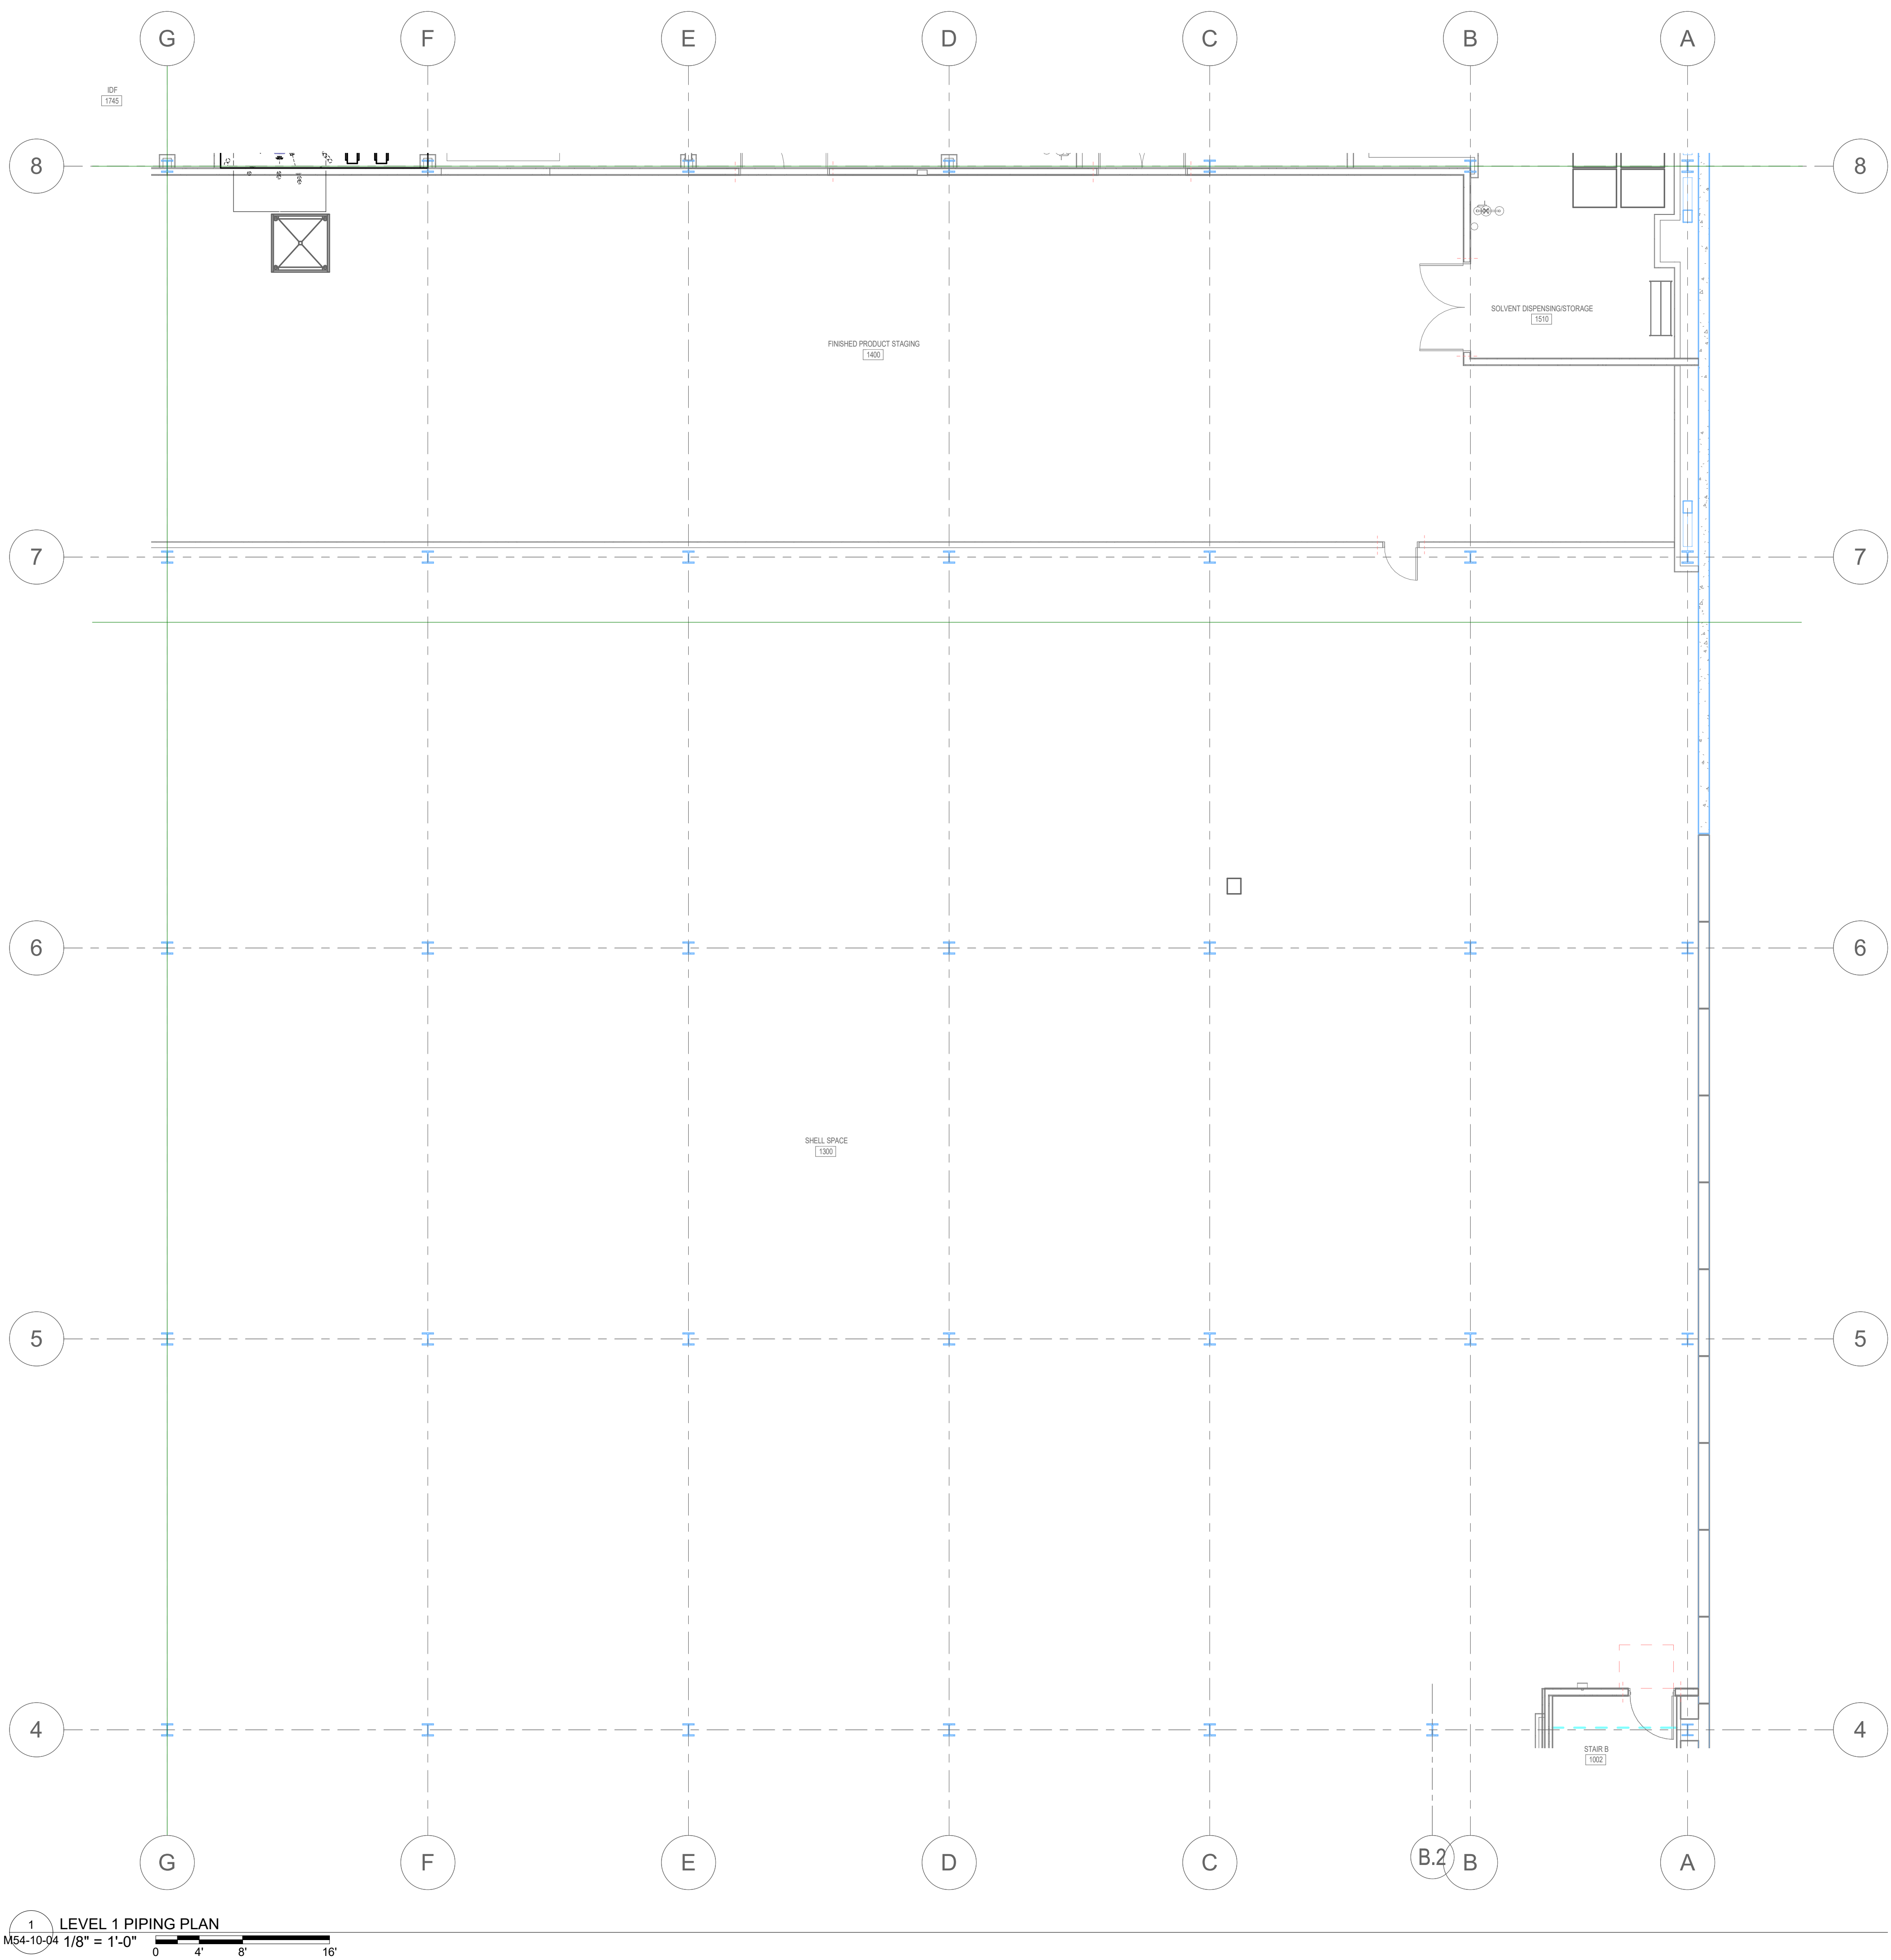 G F E D C B A
IDF
1745
8 8
SOLVENT DISPENSING/STORAGE
1510
FINISHED PRODUCT STAGING
1400
7 7
6 6
SHELL SPACE
1300
5 5
4 4
STAIR B
1002
G F E D C B.2 B A
1 LEVEL 1 PIPING PLAN
M54-10-04 1/8" = 1'-0"
0 4' 8' 16'